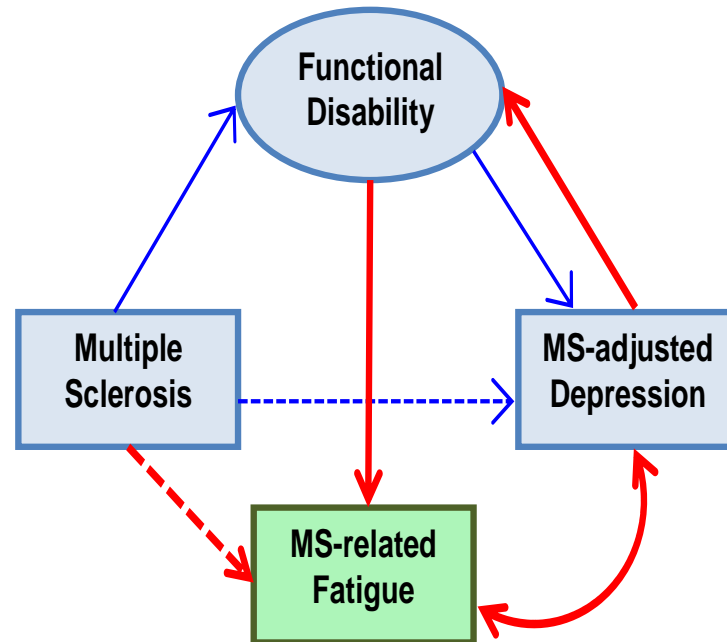 Functional
Disability
Multiple
Sclerosis
MS-adjusted
Depression
MS-related
Fatigue